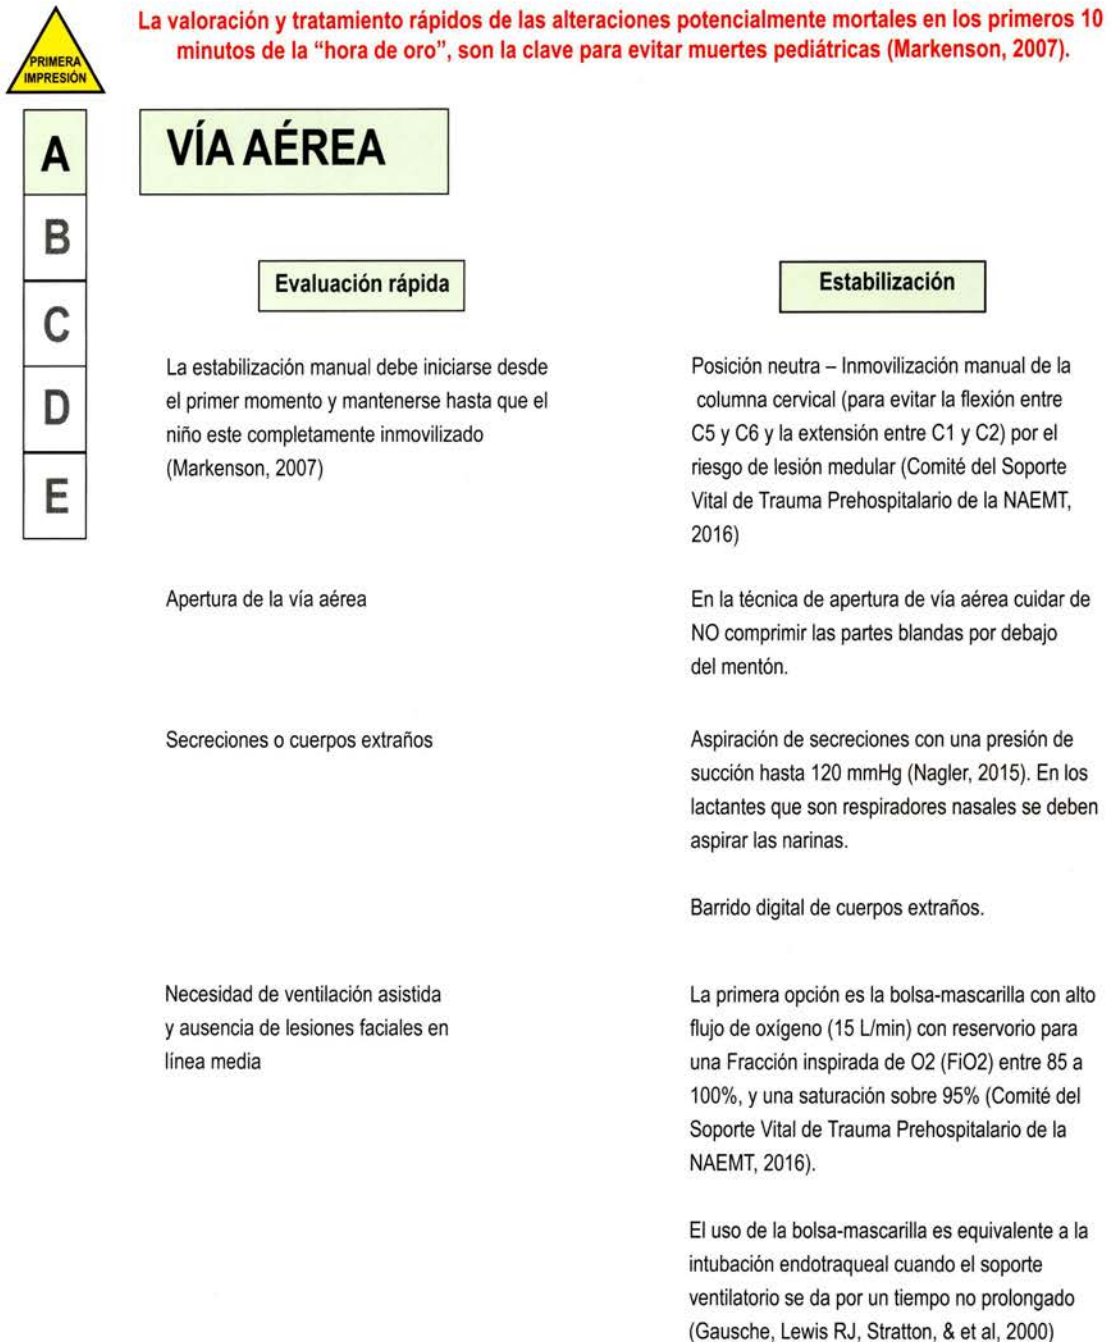 La valoración y tratamiento rápidos de las alteraciones potencialmente mortales en los primeros 10
minutos de la “hora de oro”, son la clave para evitar muertes pediátricas (Markenson, 2007).
PRIMERA
IMPRESIÓN
A
B
C
D
E
VÍA AÉREA
Evaluación rápida
Estabilización
La estabilización manual debe iniciarse desde
el primer momento y mantenerse hasta que el
niño este completamente inmovilizado
(Markenson, 2007)
Posición neutra – Inmovilización manual de la
columna cervical (para evitar la flexión entre
C5 y C6 y la extensión entre C1 y C2) por el
riesgo de lesión medular (Comité del Soporte
Vital de Trauma Prehospitalario de la NAEMT,
2016)
Apertura de la vía aérea
En la técnica de apertura de vía aérea cuidar de
NO comprimir las partes blandas por debajo
del mentón.
Secreciones o cuerpos extraños
Aspiración de secreciones con una presión de
succión hasta 120 mmHg (Nagler, 2015). En los
lactantes que son respiradores nasales se deben
aspirar las narinas.
Barrido digital de cuerpos extraños.
Necesidad de ventilación asistida
y ausencia de lesiones faciales en
línea media
La primera opción es la bolsa-mascarilla con alto
flujo de oxígeno (15 L/min) con reservorio para
una Fracción inspirada de O2 (FiO2) entre 85 a
100%, y una saturación sobre 95% (Comité del
Soporte Vital de Trauma Prehospitalario de la
NAEMT, 2016).
El uso de la bolsa-mascarilla es equivalente a la
intubación endotraqueal cuando el soporte
ventilatorio se da por un tiempo no prolongado
(Gausche, Lewis RJ, Stratton, & et al, 2000)